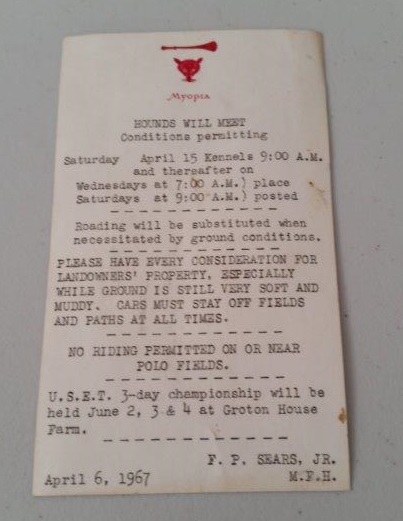 Myopia
HOUNDS WILL MEET
Conditions permitting
Saturday April 15 Kennels 9:00 A.M.
and thereafter on
Wednesdays at 7:00 A.M.) place
Saturdays at 9:00 A.M.) posted
Roading will be substituted when
necessitated by ground conditions.
PLEASE HAVE EVERY CONSIDERATION FOR
LANDOWNERS' PROPERTY, ESPECIALLY
WHILE GROUND IS STILL VERY SOFT AND
MUDDY. CARS MUST STAY OFF FIELDS
AND PATHS AT ALL TIMES.
NO RIDING PERMITTED ON OR NEAR
POLO FIELDS.
U.S.E.T. 3-day championship will be
held June 2, 3 & 4 at Groton House
Farm.
F. P. SEARS, JR.
April 6, 1967 M.F.H.